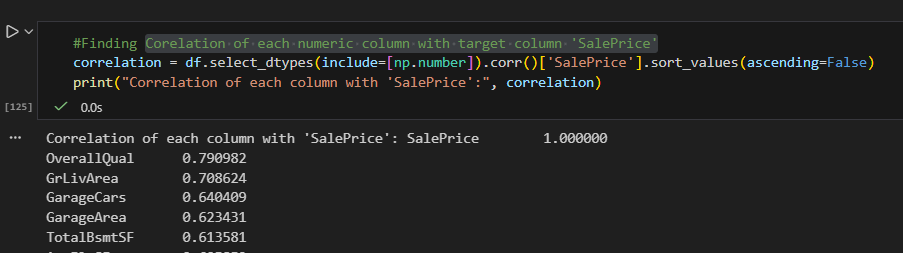 #Finding Corelation of each numeric column with target column 'SalePrice'
correlation = df.select_dtypes(include=[np.number]).corr()['SalePrice'].sort_values(ascending=False)
print("Correlation of each column with 'SalePrice':", correlation)
[125] ✓ 0.0s
... Correlation of each column with 'SalePrice': SalePrice 1.000000
OverallQual 0.790982
GrLivArea 0.708624
GarageCars 0.640409
GarageArea 0.623431
TotalBsmtSF 0.613581